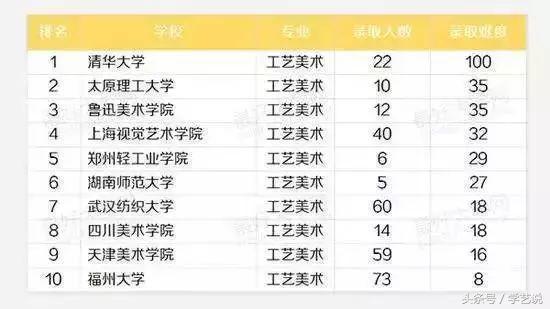 排名 学校 专业 录取人数 录取难度
1 清华大学 工艺美术 22 100
2 太原理工大学 工艺美术 10 35
3 鲁迅美术学院 工艺美术 12 35
4 上海视觉艺术学院 工艺美术 40 32
5 郑州轻工业学院 工艺美术 6 29
6 湖南师范大学 工艺美术 5 27
7 武汉纺织大学 工艺美术 60 18
8 四川美术学院 工艺美术 14 18
9 天津美术学院 工艺美术 59 16
10 福州大学 工艺美术 73 8
头条号/学艺说